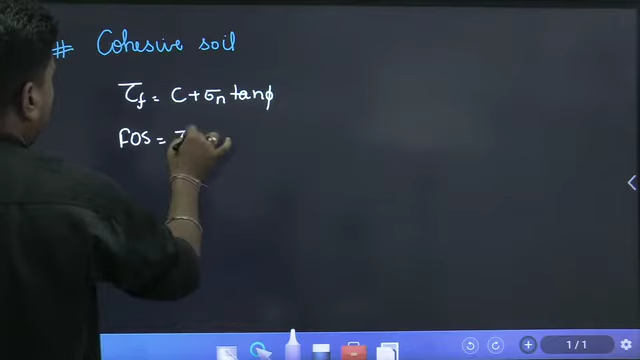 # Cohesive soil
τf = C + σn tanϕ
FOS = τ
1 / 1